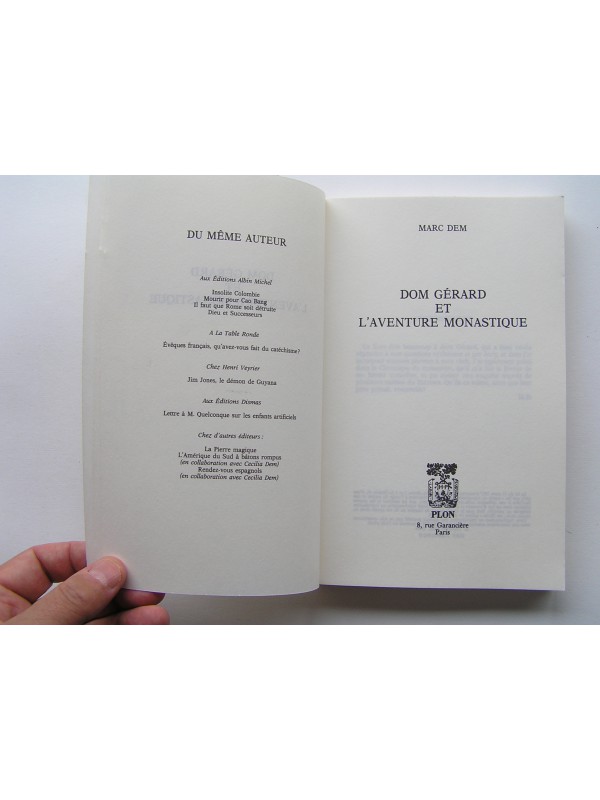 DU MÊME AUTEUR
Aux Éditions Albin Michel
Insolite Colombie
Mourir pour Cao Bang
Il faut que Rome soit détruite
Dieu et Successeurs
A La Table Ronde
Évêques français, qu'avez-vous fait du catéchisme?
Chez Henri Veyrier
Jim Jones, le démon de Guyana
Aux Éditions Dismas
Lettre à M. Quelconque sur les enfants artificiels
Chez d'autres éditeurs :
La Pierre magique
L'Amérique du Sud à bâtons rompus
(en collaboration avec Cecilia Dem)
Rendez-vous espagnols
(en collaboration avec Cecilia Dem)
MARC DEM
DOM GÉRARD
ET
L'AVENTURE MONASTIQUE
PLON
8, rue Garancière
Paris